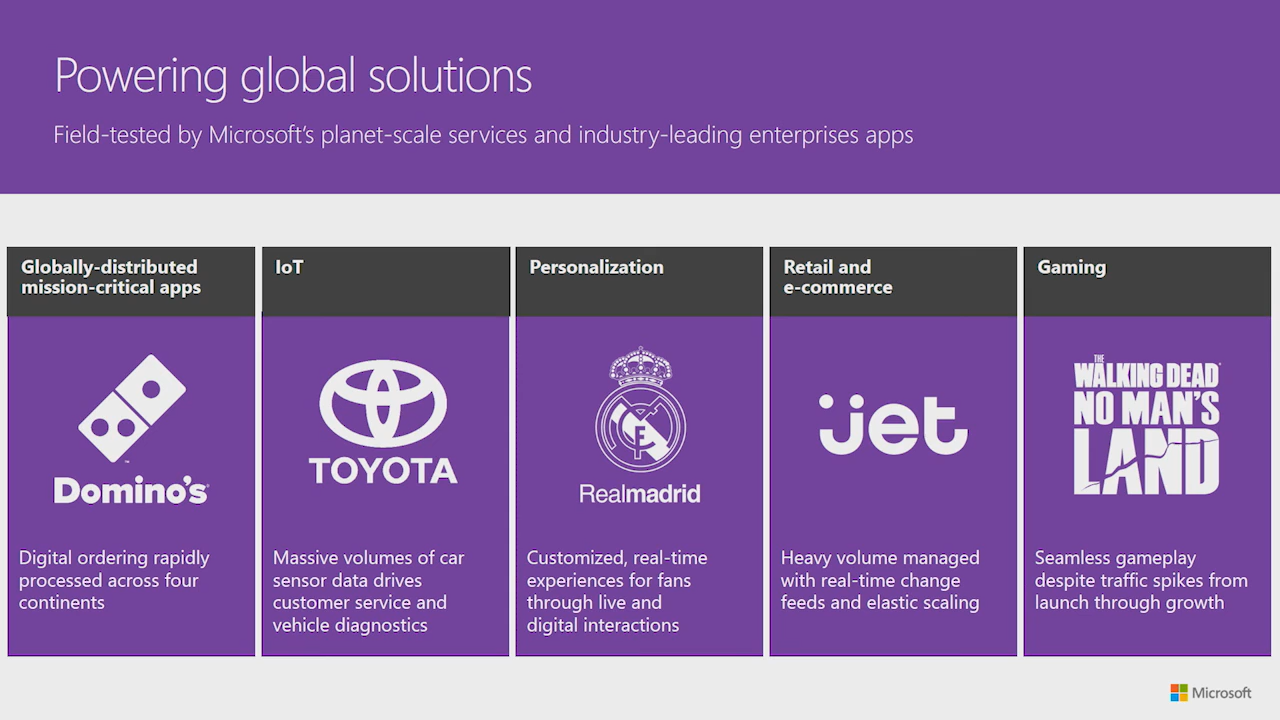 Powering global solutions
Field-tested by Microsoft's planet-scale services and industry-leading enterprises apps
Globally-distributed
mission-critical apps
Domino's
Digital ordering rapidly
processed across four
continents
IoT
TOYOTA
Massive volumes of car
sensor data drives
customer service and
vehicle diagnostics
Personalization
Realmadrid
Customized, real-time
experiences for fans
through live and
digital interactions
Retail and
e-commerce
jet
Heavy volume managed
with real-time change
feeds and elastic scaling
Gaming
THE
WALKING DEAD
NO MAN'S
LAND
Seamless gameplay
despite traffic spikes from
launch through growth
Microsoft